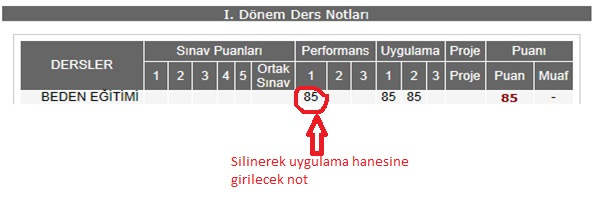 I. Dönem Ders Notları
DERSLER Sınav Puanları Performans Uygulama Proje Puanı
1 2 3 4 5 Ortak Sınav 1 2 3 1 2 3 Proje Puan Muaf
BEDEN EĞİTİMİ 85 85 85 85 -
Silinerek uygulama hanesine
girilecek not